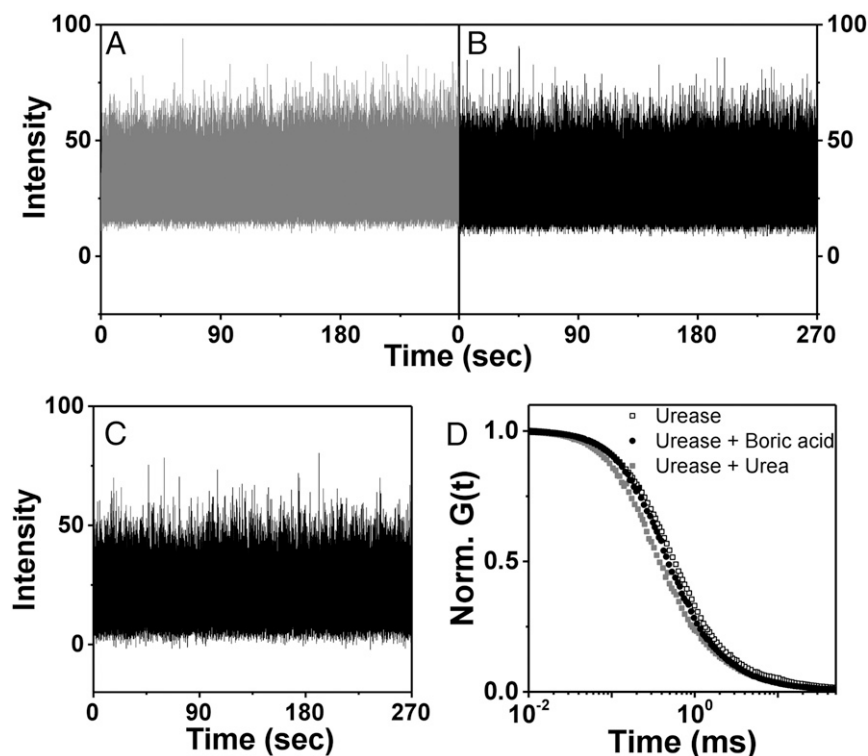 A
B
100
50
0
Intensity
0
90
180
0
90
180
270
Time (sec)
100
50
0
C
100
50
0
Intensity
0
90
180
270
Time (sec)
D
Urease
Urease + Boric acid
Urease + Urea
1.0
0.5
0.0
Norm. G(t)
10⁻²
10⁰
Time (ms)